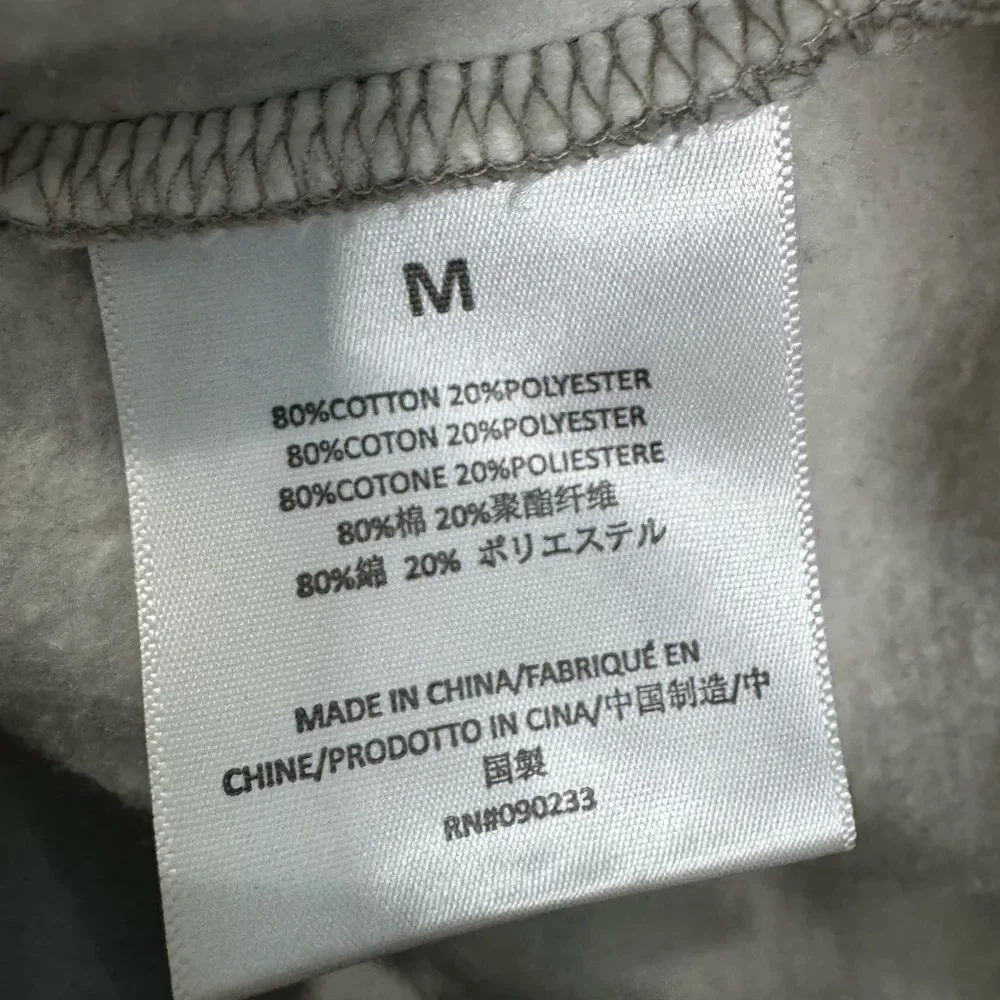 M
80%COTTON 20%POLYESTER
80%COTON 20%POLYESTER
80%COTONE 20%POLIESTERE
80%棉 20%聚酯纤维
80%綿 20% ポリエステル
MADE IN CHINA/FABRIQUÉ EN
CHINE/PRODOTTO IN CINA/中国制造/中
国製
RN#090233